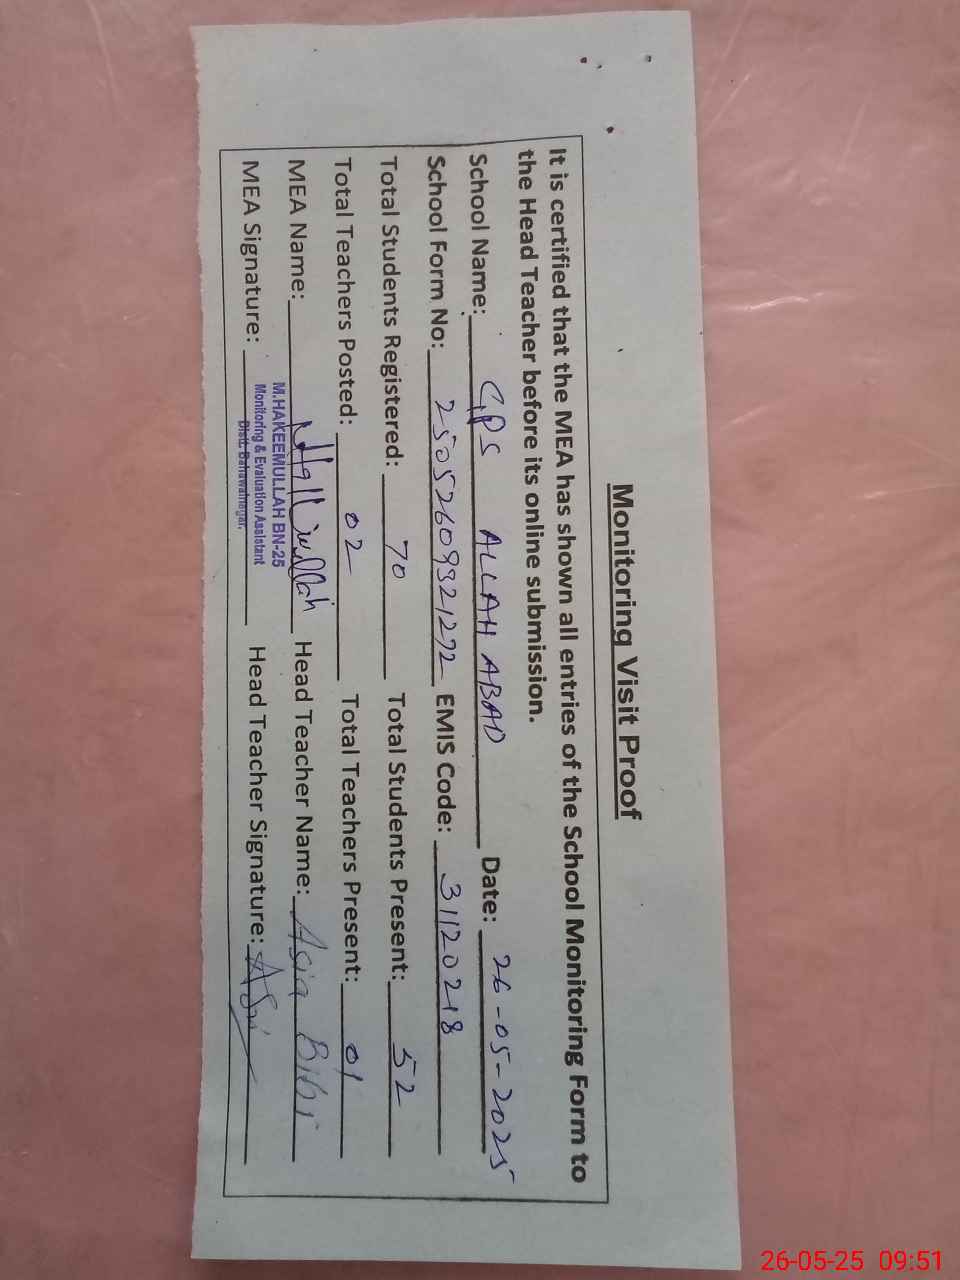 Monitoring Visit Proof
It is certified that the MEA has shown all entries of the School Monitoring Form to
the Head Teacher before its online submission.
School Name: GPS ALLAH ABAD Date: 26-05-2025
School Form No: 25052609321272 EMIS Code: 31120218
Total Students Registered: 70 Total Students Present: 52
Total Teachers Posted: 02 Total Teachers Present: 01
MEA Name: Head Teacher Name: Asia Bibi
M.HAKEEMULLAH BN-25
Monitoring & Evaluation Assistant
Distt. Bahawalnagar.
MEA Signature: Head Teacher Signature:
26-05-25 09:51